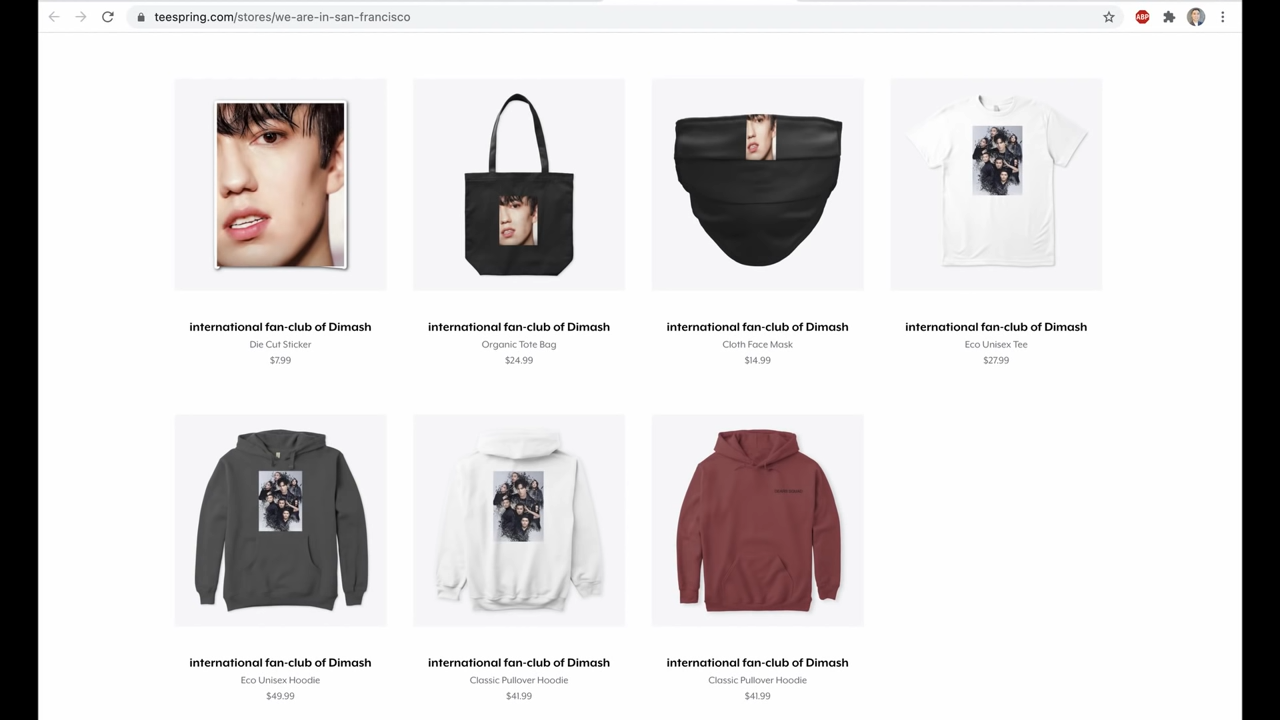 teespring.com/stores/we-are-in-san-francisco
ABP
international fan-club of Dimash
Die Cut Sticker
$7.99
international fan-club of Dimash
Organic Tote Bag
$24.99
international fan-club of Dimash
Cloth Face Mask
$14.99
international fan-club of Dimash
Eco Unisex Tee
$27.99
international fan-club of Dimash
Eco Unisex Hoodie
$49.99
international fan-club of Dimash
Classic Pullover Hoodie
$41.99
international fan-club of Dimash
Classic Pullover Hoodie
$41.99